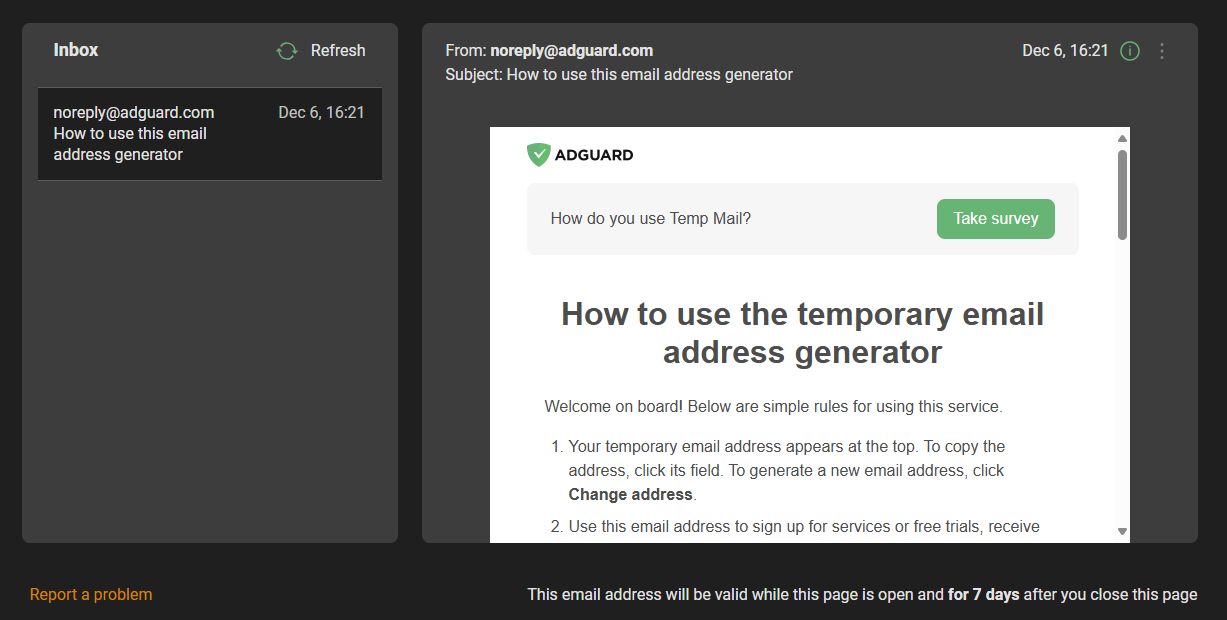 Inbox
Refresh
noreply@adguard.com
Dec 6, 16:21
How to use this email
address generator
From: noreply@adguard.com
Dec 6, 16:21
Subject: How to use this email address generator
ADGUARD
How do you use Temp Mail?
Take survey
How to use the temporary email
address generator
Welcome on board! Below are simple rules for using this service.
1. Your temporary email address appears at the top. To copy the
address, click its field. To generate a new email address, click
Change address.
2. Use this email address to sign up for services or free trials, receive
Report a problem
This email address will be valid while this page is open and for 7 days after you close this page